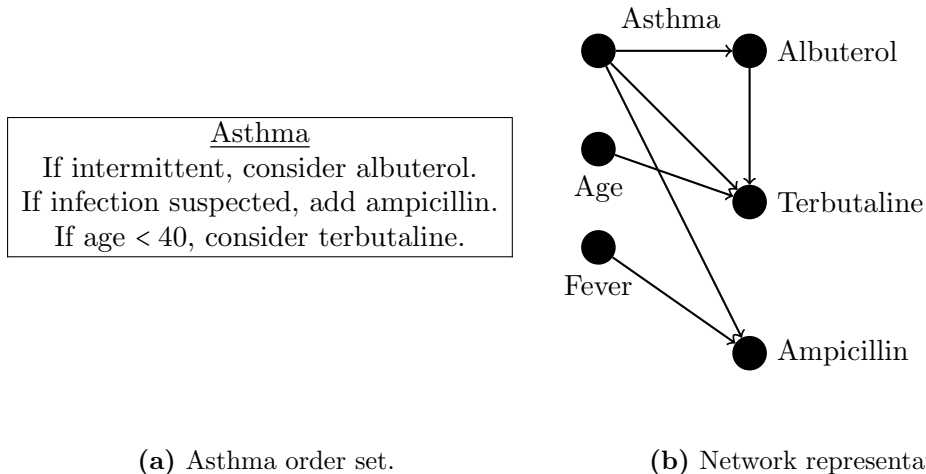 Asthma
If intermittent, consider albuterol.
If infection suspected, add ampicillin.
If age < 40, consider terbutaline.
(a) Asthma order set.
Asthma
Albuterol
Age
Terbutaline
Fever
Ampicillin
(b) Network representa